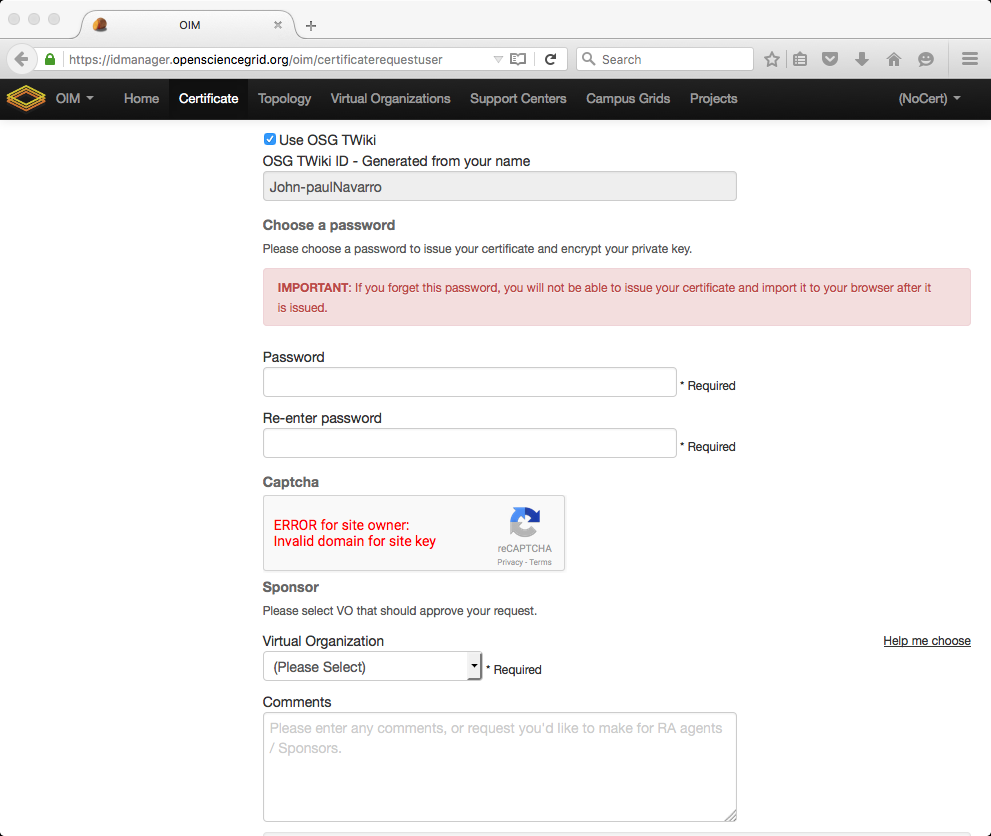 OIM
https://idmanager.opensciencegrid.org/oim/certificaterequestuser
Search
OIM Home Certificate Topology Virtual Organizations Support Centers Campus Grids Projects (NoCert)
Use OSG TWiki
OSG TWiki ID - Generated from your name
John-paulNavarro
Choose a password
Please choose a password to issue your certificate and encrypt your private key.
IMPORTANT: If you forget this password, you will not be able to issue your certificate and import it to your browser after it
is issued.
Password
* Required
Re-enter password
* Required
Captcha
ERROR for site owner:
Invalid domain for site key
reCAPTCHA
Privacy - Terms
Sponsor
Please select VO that should approve your request.
Virtual Organization
Help me choose
(Please Select)
* Required
Comments
Please enter any comments, or request you'd like to make for RA agents
/ Sponsors.